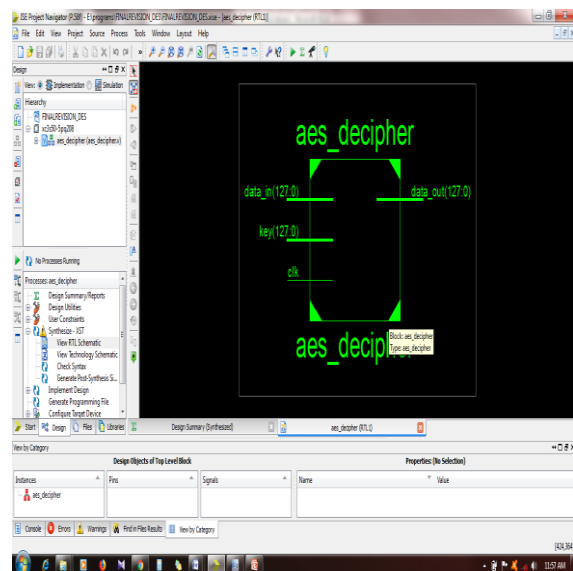 ISE Project Navigator (P.58f) - E:\programs\FINALREVISION_DES\FINALREVISION_DES.xise - [aes_decipher (RTL1)]
File Edit View Project Source Process Tools Window Layout Help
Design
View: Implementation Simulation
Hierarchy
FINALREVISION_DES
xc3s50-5pq208
aes_decipher (aes_decipher.v)
No Processes Running
Processes: aes_decipher
Design Summary/Reports
Design Utilities
User Constraints
Synthesize - XST
View RTL Schematic
View Technology Schematic
Check Syntax
Generate Post-Synthesis Si...
Implement Design
Generate Programming File
Configure Target Device
Start Design Files Libraries
aes_decipher
data_in(127:0)
data_out(127:0)
key(127:0)
clk
aes_decipher
Block: aes_decipher
Type: aes_decipher
Design Summary (Synthesized)
aes_decipher (RTL1)
View by Category
Design Objects of Top Level Block
Properties: (No Selection)
Instances Pins Signals Name Value
aes_decipher
Console Errors Warnings Find in Files Results View by Category
[424,364]
11:57 AM